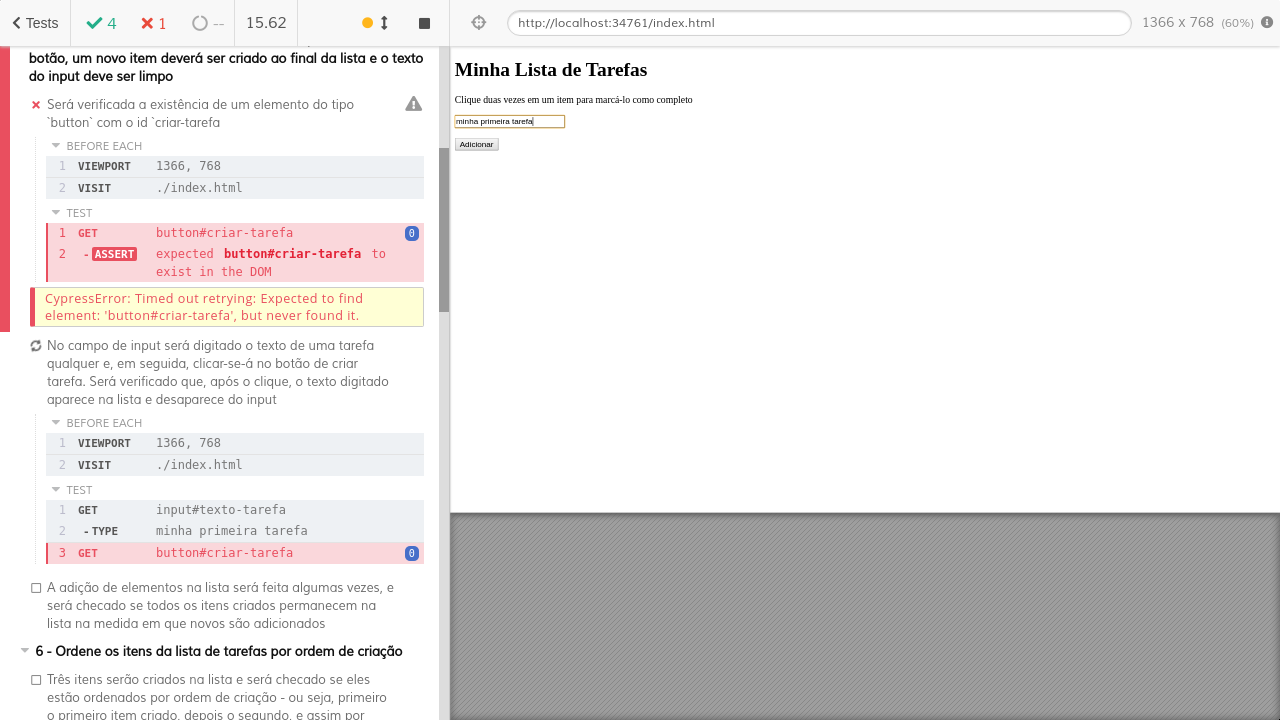 Tests
4
1
--
15.62
http://localhost:34761/index.html
1366 x 768 (60%)
botão, um novo item deverá ser criado ao final da lista e o texto
do input deve ser limpo
Será verificada a existência de um elemento do tipo
`button` com o id `criar-tarefa
BEFORE EACH
1 VIEWPORT 1366, 768
2 VISIT ./index.html
TEST
1 GET button#criar-tarefa 0
2 -ASSERT expected button#criar-tarefa to
exist in the DOM
CypressError: Timed out retrying: Expected to find
element: 'button#criar-tarefa', but never found it.
No campo de input será digitado o texto de uma tarefa
qualquer e, em seguida, clicar-se-á no botão de criar
tarefa. Será verificado que, após o clique, o texto digitado
aparece na lista e desaparece do input
BEFORE EACH
1 VIEWPORT 1366, 768
2 VISIT ./index.html
TEST
1 GET input#texto-tarefa
2 -TYPE minha primeira tarefa
3 GET button#criar-tarefa 0
A adição de elementos na lista será feita algumas vezes, e
será checado se todos os itens criados permanecem na
lista na medida em que novos são adicionados
6 - Ordene os itens da lista de tarefas por ordem de criação
Três itens serão criados na lista e será checado se eles
estão ordenados por ordem de criação - ou seja, primeiro
o primeiro item criado, depois o segundo, e assim por
Minha Lista de Tarefas
Clique duas vezes em um item para marcá-lo como completo
minha primeira tarefa
Adicionar